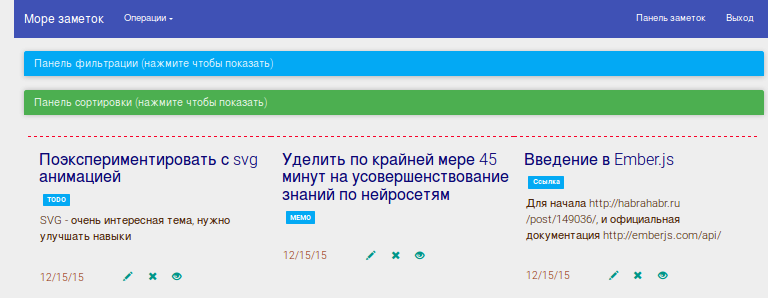 Море заметок
Операции
Панель заметок
Выход
Панель фильтрации (нажмите чтобы показать)
Панель сортировки (нажмите чтобы показать)
Поэкспериментировать с svg
анимацией
TODO
SVG - очень интересная тема, нужно
улучшать навыки
12/15/15
Уделить по крайней мере 45
минут на усовершенствование
знаний по нейросетям
МЕМО
12/15/15
Введение в Ember.js
Ссылка
Для начала http://habrahabr.ru
/post/149036/, и официальная
документация http://emberjs.com/api/
12/15/15